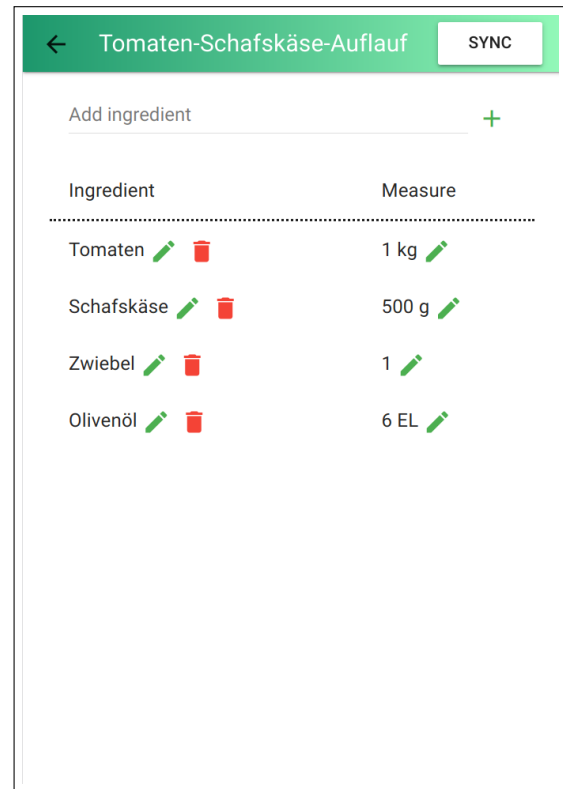 Tomaten-Schafskäse-Auflauf SYNC
Add ingredient
Ingredient Measure
Tomaten 1 kg
Schafskäse 500 g
Zwiebel 1
Olivenöl 6 EL